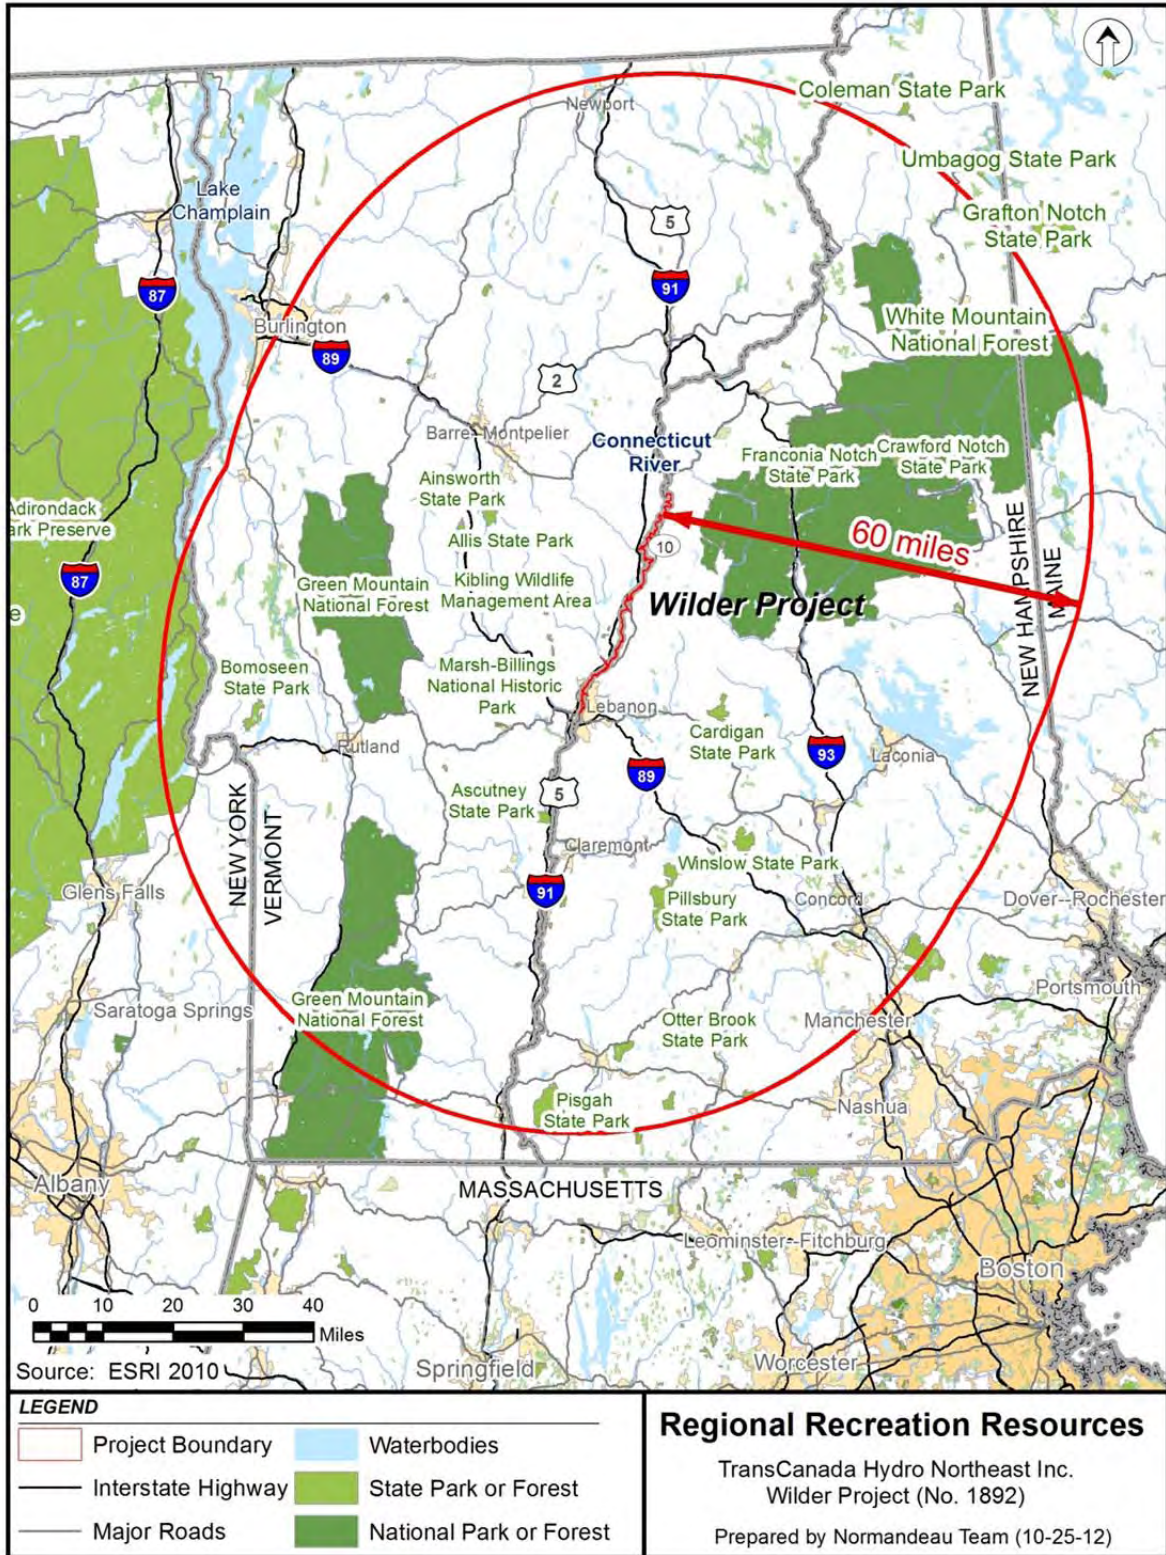 Coleman State Park
Newport
Umbagog State Park
Lake
Champlain
Grafton Notch
State Park
5
87
91
Burlington
White Mountain
National Forest
89
2
Barre--Montpelier
Connecticut
River
Franconia Notch
State Park
Crawford Notch
State Park
Ainsworth
State Park
Adirondack
ark Preserve
Allis State Park
10
60 miles
87
Green Mountain
National Forest
Kibling Wildlife
Management Area
Wilder Project
e
NEW HAMPSHIRE
MAINE
Bomoseen
State Park
Marsh-Billings
National Historic
Park
Lebanon
Rutland
Cardigan
State Park
93
Laconia
89
NEW YORK
VERMONT
Ascutney
State Park
5
Claremont
Winslow State Park
Glens Falls
91
Pillsbury
State Park
Concord
Dover--Rochester
Portsmouth
Saratoga Springs
Green Mountain
National Forest
Otter Brook
State Park
Manchester
Pisgah
State Park
Nashua
Albany
MASSACHUSETTS
Leominster--Fitchburg
Boston
0 10 20 30 40
Miles
Springfield
Worcester
Source: ESRI 2010
LEGEND
Project Boundary
Waterbodies
Interstate Highway
State Park or Forest
Major Roads
National Park or Forest
Regional Recreation Resources
TransCanada Hydro Northeast Inc.
Wilder Project (No. 1892)
Prepared by Normandeau Team (10-25-12)